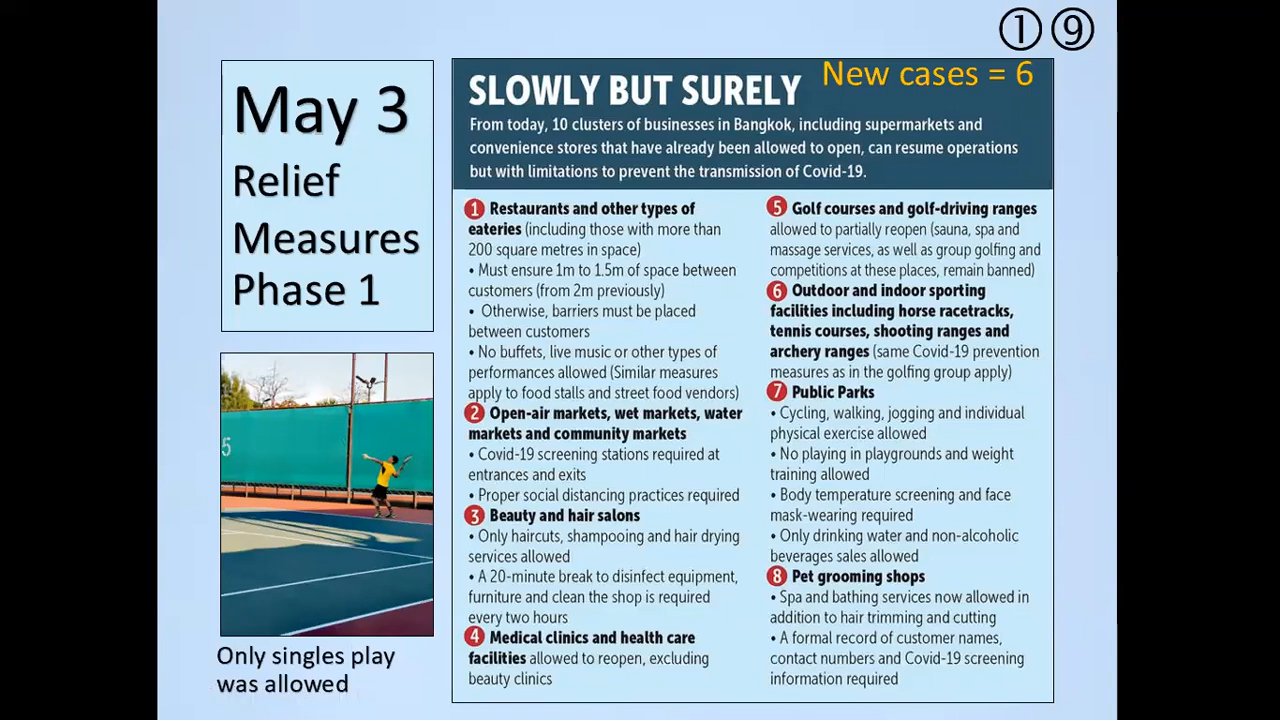 ① ⑨
May 3
Relief
Measures
Phase 1
5
Only singles play
was allowed
SLOWLY BUT SURELY
New cases = 6
From today, 10 clusters of businesses in Bangkok, including supermarkets and
convenience stores that have already been allowed to open, can resume operations
but with limitations to prevent the transmission of Covid-19.
1 Restaurants and other types of
eateries (including those with more than
200 square metres in space)
• Must ensure 1m to 1.5m of space between
customers (from 2m previously)
• Otherwise, barriers must be placed
between customers
• No buffets, live music or other types of
performances allowed (Similar measures
apply to food stalls and street food vendors)
2 Open-air markets, wet markets, water
markets and community markets
• Covid-19 screening stations required at
entrances and exits
• Proper social distancing practices required
3 Beauty and hair salons
• Only haircuts, shampooing and hair drying
services allowed
• A 20-minute break to disinfect equipment,
furniture and clean the shop is required
every two hours
4 Medical clinics and health care
facilities allowed to reopen, excluding
beauty clinics
5 Golf courses and golf-driving ranges
allowed to partially reopen (sauna, spa and
massage services, as well as group golfing and
competitions at these places, remain banned)
6 Outdoor and indoor sporting
facilities including horse racetracks,
tennis courses, shooting ranges and
archery ranges (same Covid-19 prevention
measures as in the golfing group apply)
7 Public Parks
• Cycling, walking, jogging and individual
physical exercise allowed
• No playing in playgrounds and weight
training allowed
• Body temperature screening and face
mask-wearing required
• Only drinking water and non-alcoholic
beverages sales allowed
8 Pet grooming shops
• Spa and bathing services now allowed in
addition to hair trimming and cutting
• A formal record of customer names,
contact numbers and Covid-19 screening
information required